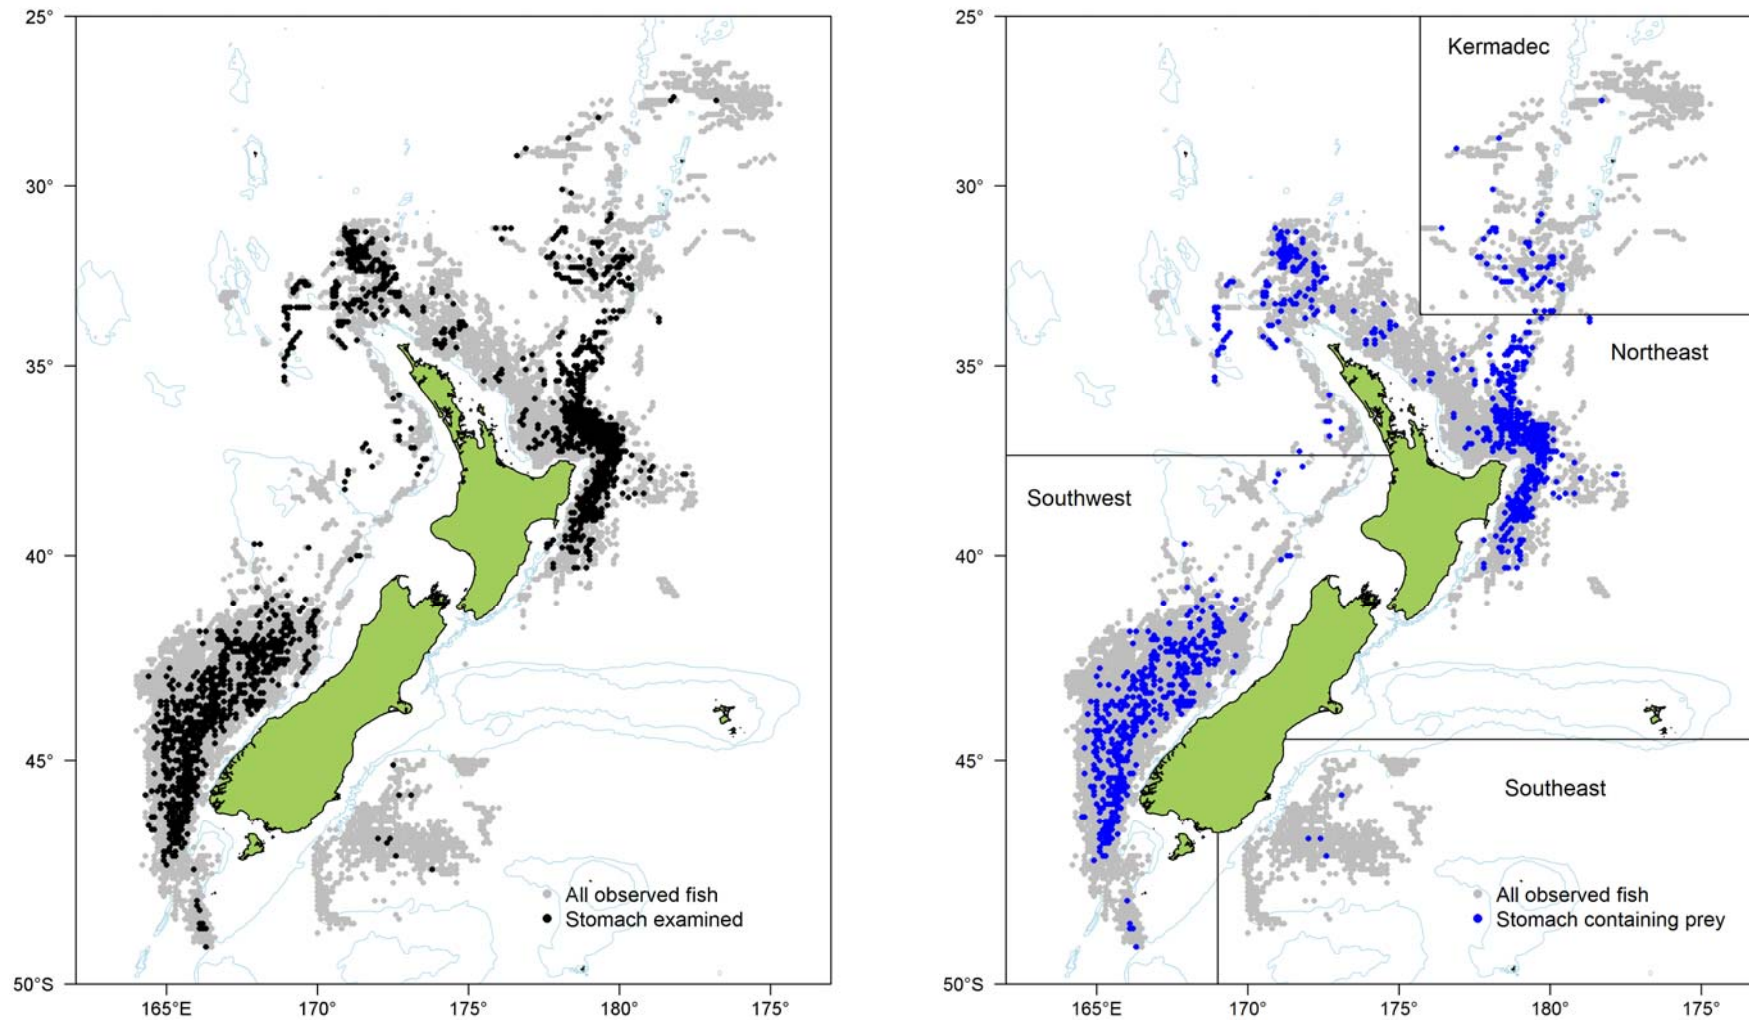 25°
30°
35°
40°
45°
50°S
165°E
170°
175°
180°
175°
All observed fish
Stomach examined
25°
30°
35°
40°
45°
50°S
165°E
170°
175°
180°
175°
Kermadec
Northeast
Southwest
Southeast
All observed fish
Stomach containing prey